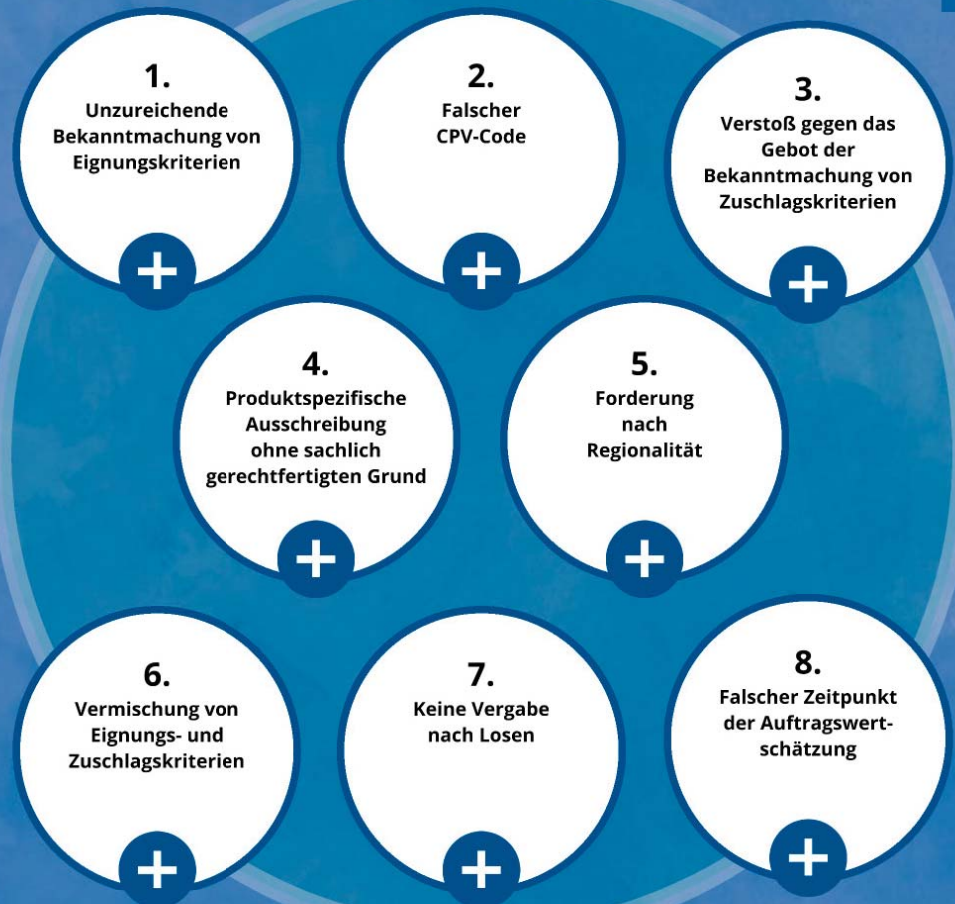 1.
Unzureichende
Bekanntmachung von
Eignungskriterien
2.
Falscher
CPV-Code
3.
Verstoß gegen das
Gebot der
Bekanntmachung von
Zuschlagskriterien
4.
Produktspezifische
Ausschreibung
ohne sachlich
gerechtfertigten Grund
5.
Forderung
nach
Regionalität
6.
Vermischung von
Eignungs- und
Zuschlagskriterien
7.
Keine Vergabe
nach Losen
8.
Falscher Zeitpunkt
der Auftragswert-
schätzung